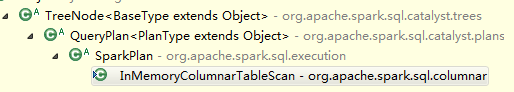 TreeNode<BaseType extends Object> - org.apache.spark.sql.catalyst.trees
QueryPlan<PlanType extends Object> - org.apache.spark.sql.catalyst.plans
SparkPlan - org.apache.spark.sql.execution
InMemoryColumnarTableScan - org.apache.spark.sql.columnar